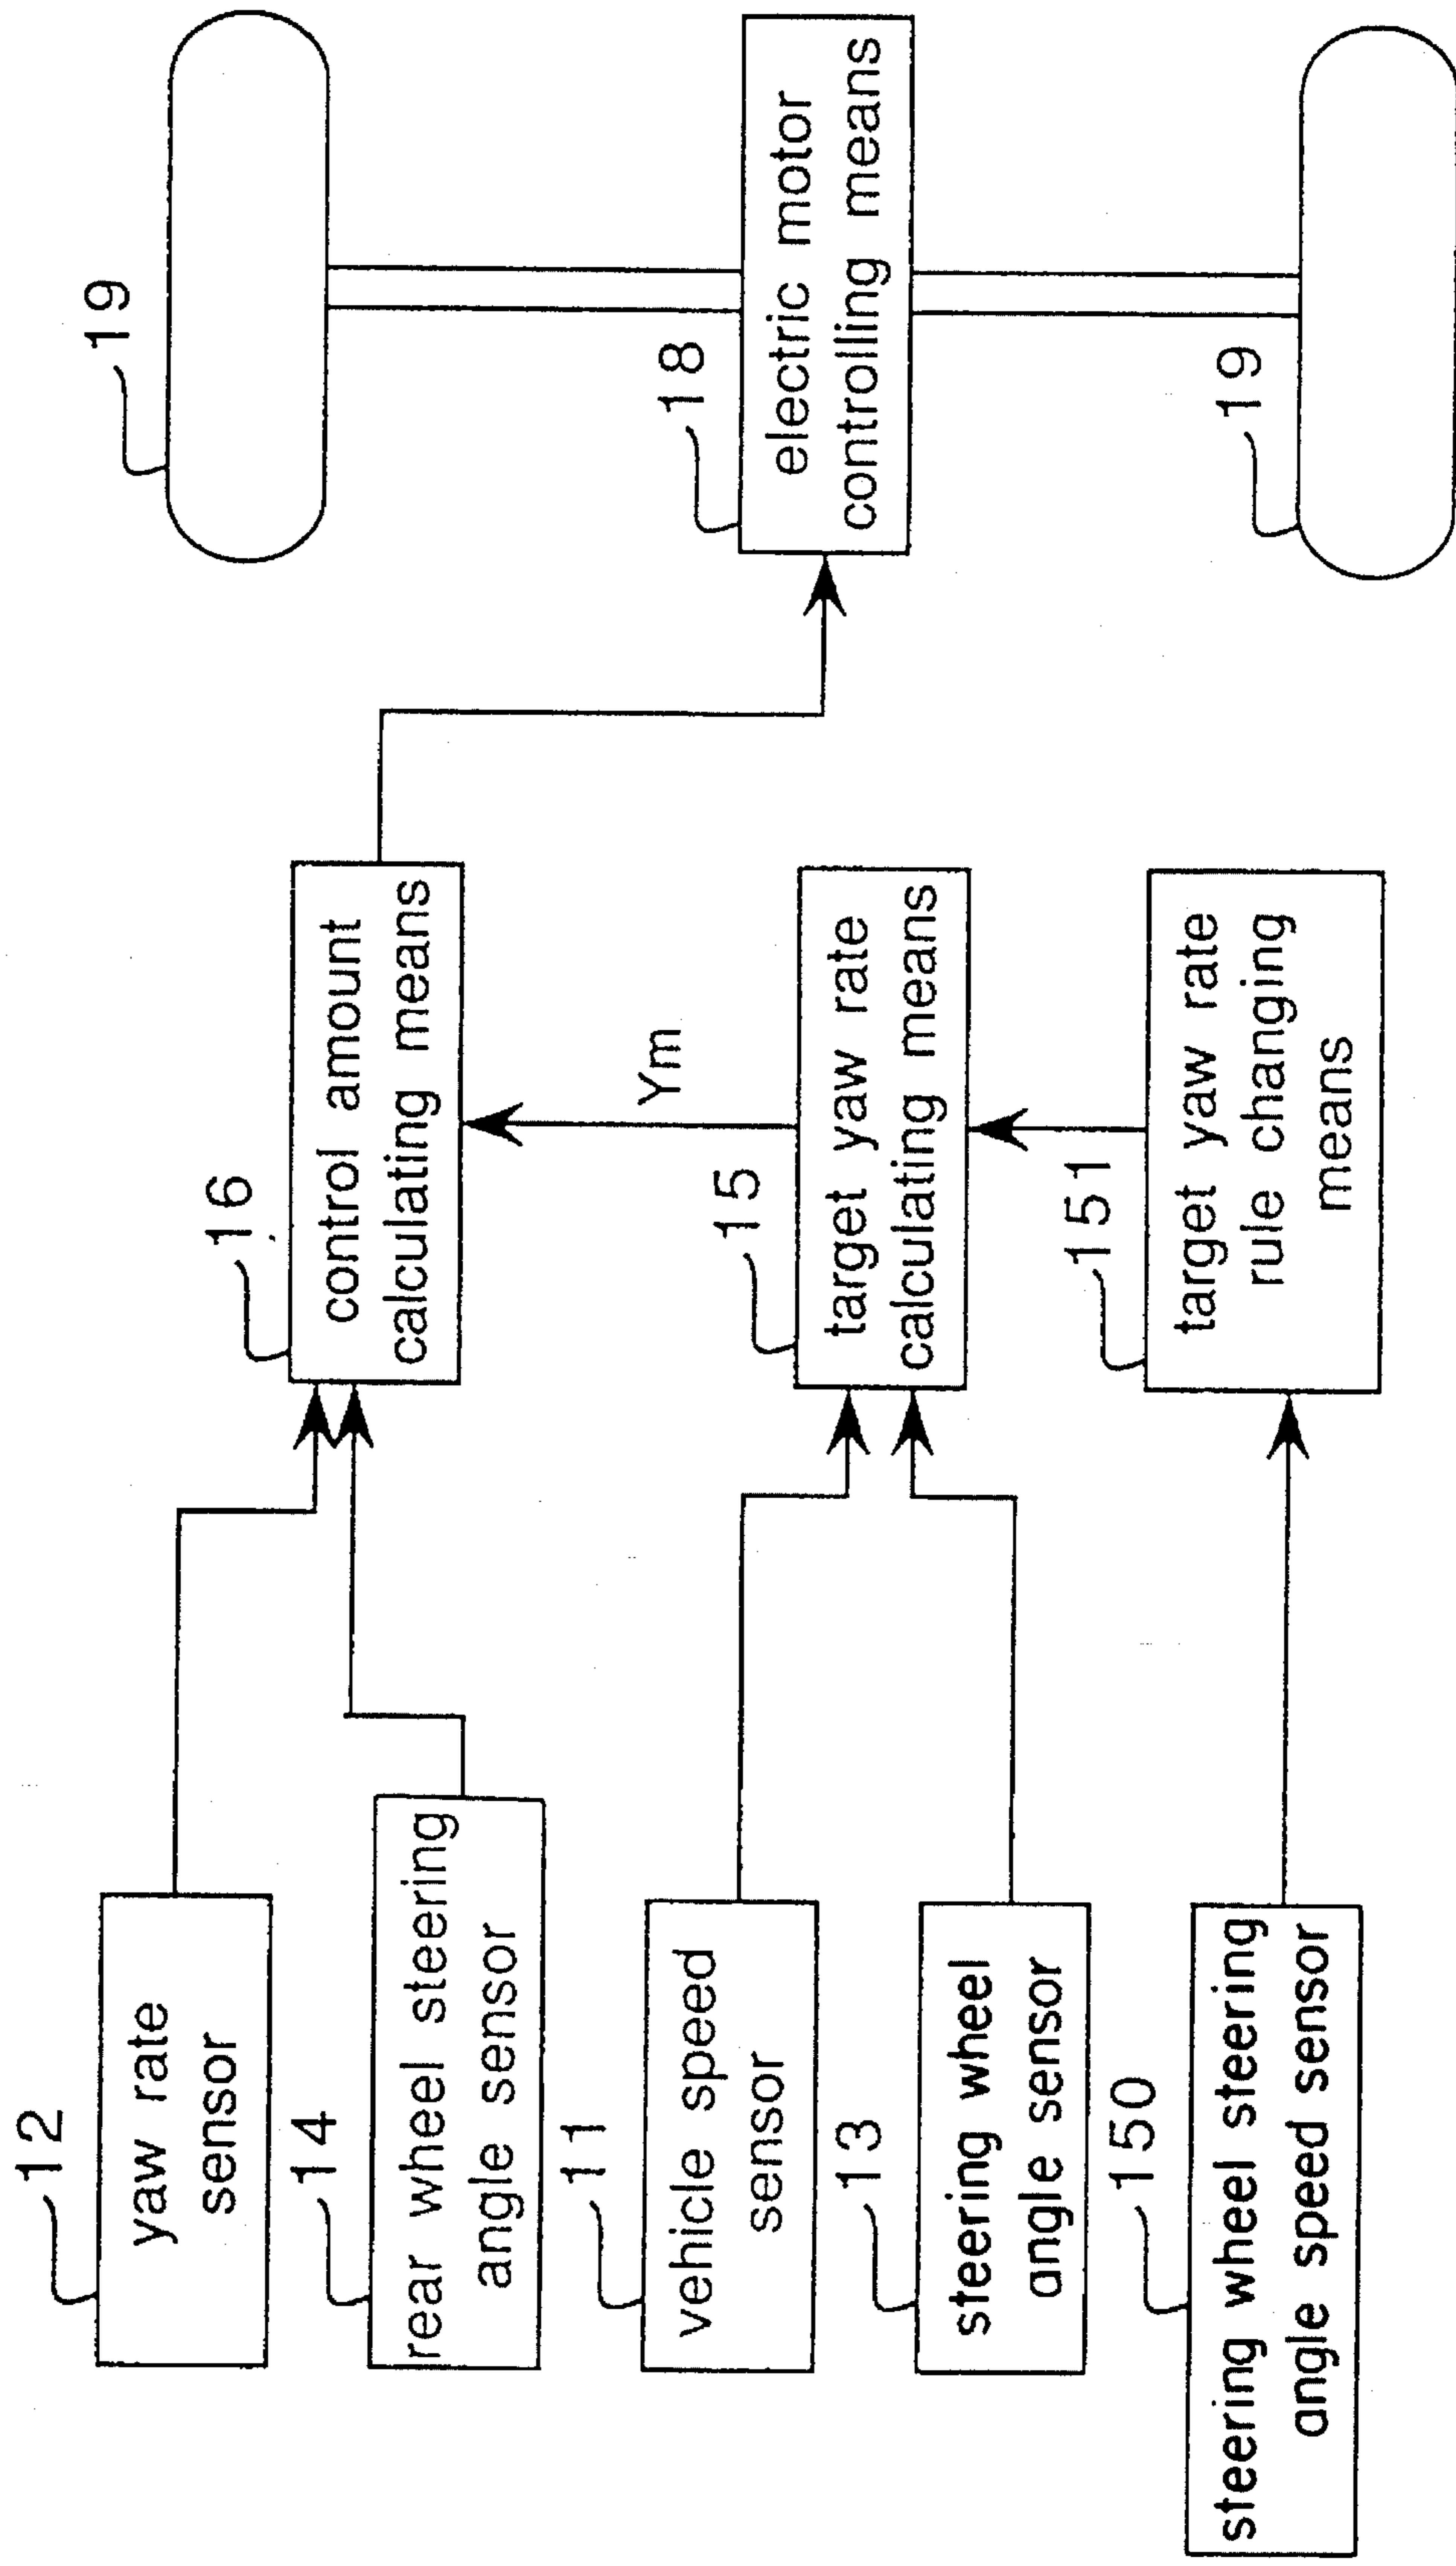 12
yaw rate
sensor
14
rear wheel steering
angle sensor
11
vehicle speed
sensor
13
steering wheel
angle sensor
150
steering wheel steering
angle speed sensor
16
control amount
calculating means
Ym
15
target yaw rate
calculating means
151
target yaw rate
rule changing
means
19
18
electric motor
controlling means
19